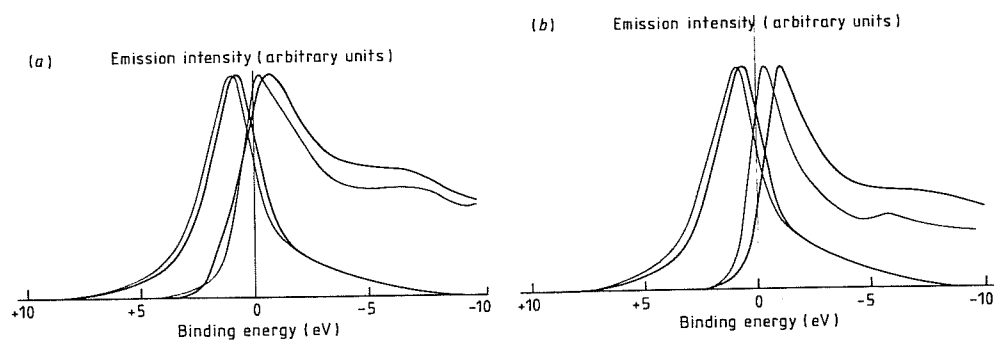 (a) Emission intensity (arbitrary units)
+10 +5 0 -5 -10
Binding energy (eV)
(b) Emission intensity (arbitrary units)
+10 +5 0 -5 -10
Binding energy (eV)